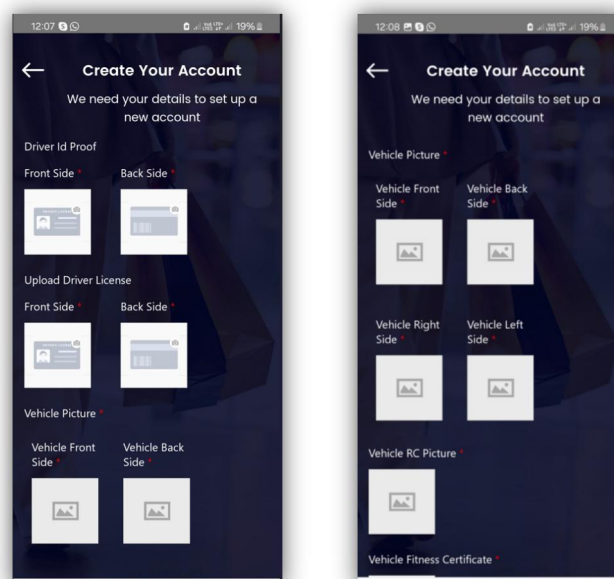 12:07
19%
Create Your Account
We need your details to set up a
new account
Driver Id Proof
Front Side *
Back Side *
Upload Driver License
Front Side *
Back Side *
Vehicle Picture *
Vehicle Front
Side *
Vehicle Back
Side *
12:08
19%
Create Your Account
We need your details to set up a
new account
Vehicle Picture *
Vehicle Front
Side *
Vehicle Back
Side *
Vehicle Right
Side *
Vehicle Left
Side *
Vehicle RC Picture *
Vehicle Fitness Certificate *